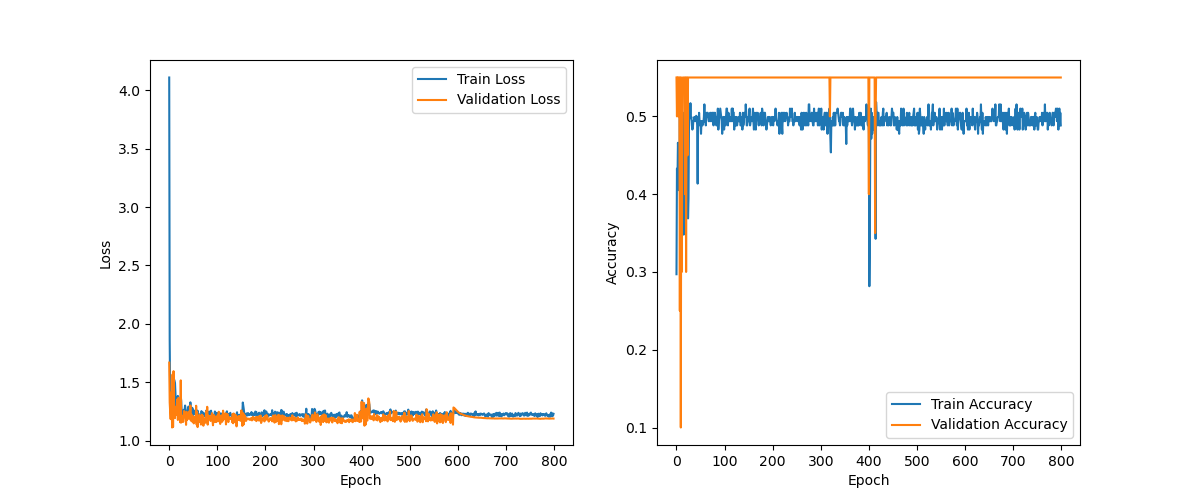 Train Loss
Validation Loss
4.0
3.5
3.0
2.5
2.0
1.5
1.0
Loss
0 100 200 300 400 500 600 700 800
Epoch
0.5
0.4
0.3
0.2
0.1
Accuracy
Train Accuracy
Validation Accuracy
0 100 200 300 400 500 600 700 800
Epoch